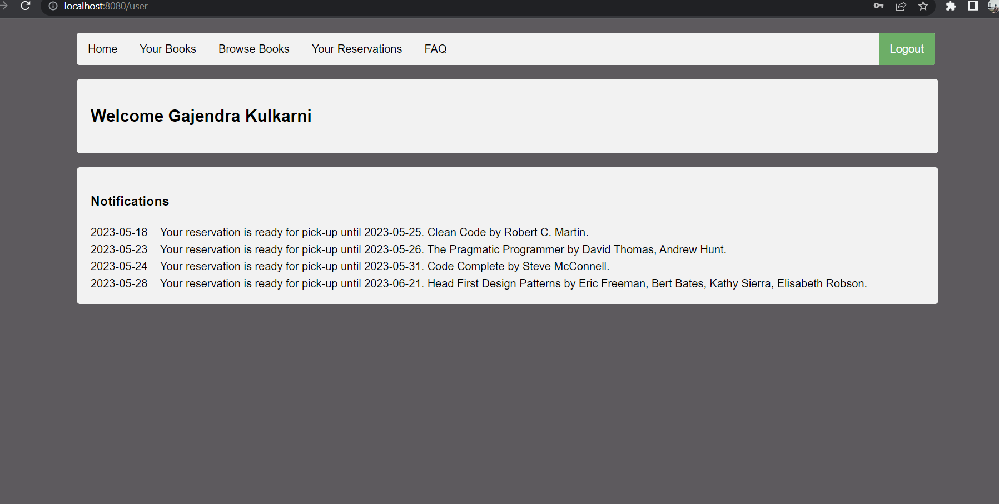 localhost:8080/user
Home Your Books Browse Books Your Reservations FAQ Logout
Welcome Gajendra Kulkarni
Notifications
2023-05-18 Your reservation is ready for pick-up until 2023-05-25. Clean Code by Robert C. Martin.
2023-05-23 Your reservation is ready for pick-up until 2023-05-26. The Pragmatic Programmer by David Thomas, Andrew Hunt.
2023-05-24 Your reservation is ready for pick-up until 2023-05-31. Code Complete by Steve McConnell.
2023-05-28 Your reservation is ready for pick-up until 2023-06-21. Head First Design Patterns by Eric Freeman, Bert Bates, Kathy Sierra, Elisabeth Robson.